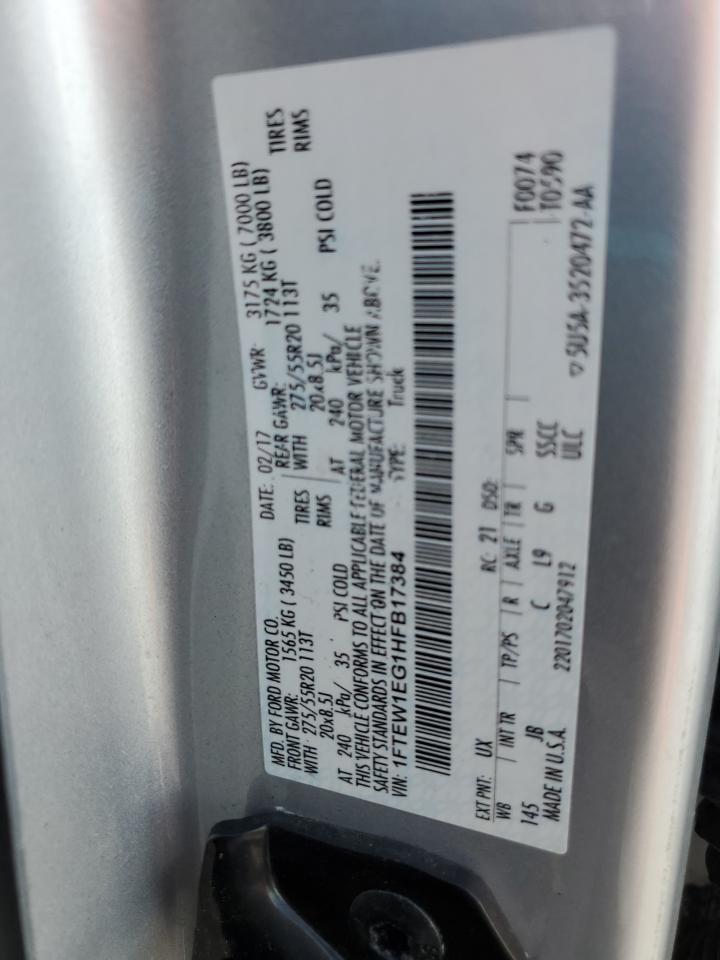 MFD. BY FORD MOTOR CO.
DATE: 02/17 GVWR: 3175 KG ( 7000 LB)
FRONT GAWR: 1565 KG ( 3450 LB) REAR GAWR: 1724 KG ( 3800 LB)
WITH 275/55R20 113T TIRES WITH 275/55R20 113T TIRES
20x8.5J RIMS 20x8.5J RIMS
AT 240 kPa/ 35 PSI COLD AT 240 kPa/ 35 PSI COLD
THIS VEHICLE CONFORMS TO ALL APPLICABLE FEDERAL MOTOR VEHICLE
SAFETY STANDARDS IN EFFECT ON THE DATE OF MANUFACTURE SHOWN ABOVE.
VIN: 1FTEW1EG1HFB17384 TYPE: Truck
EXT PNT: UX RC: 21 DSO: F0074
WB INT TR TP/PS R AXLE TR SPR T0590
145 JB C L9 G SSCC
MADE IN U.S.A. 2201702047912 ULC ▽ 5U5A-3520472-AA